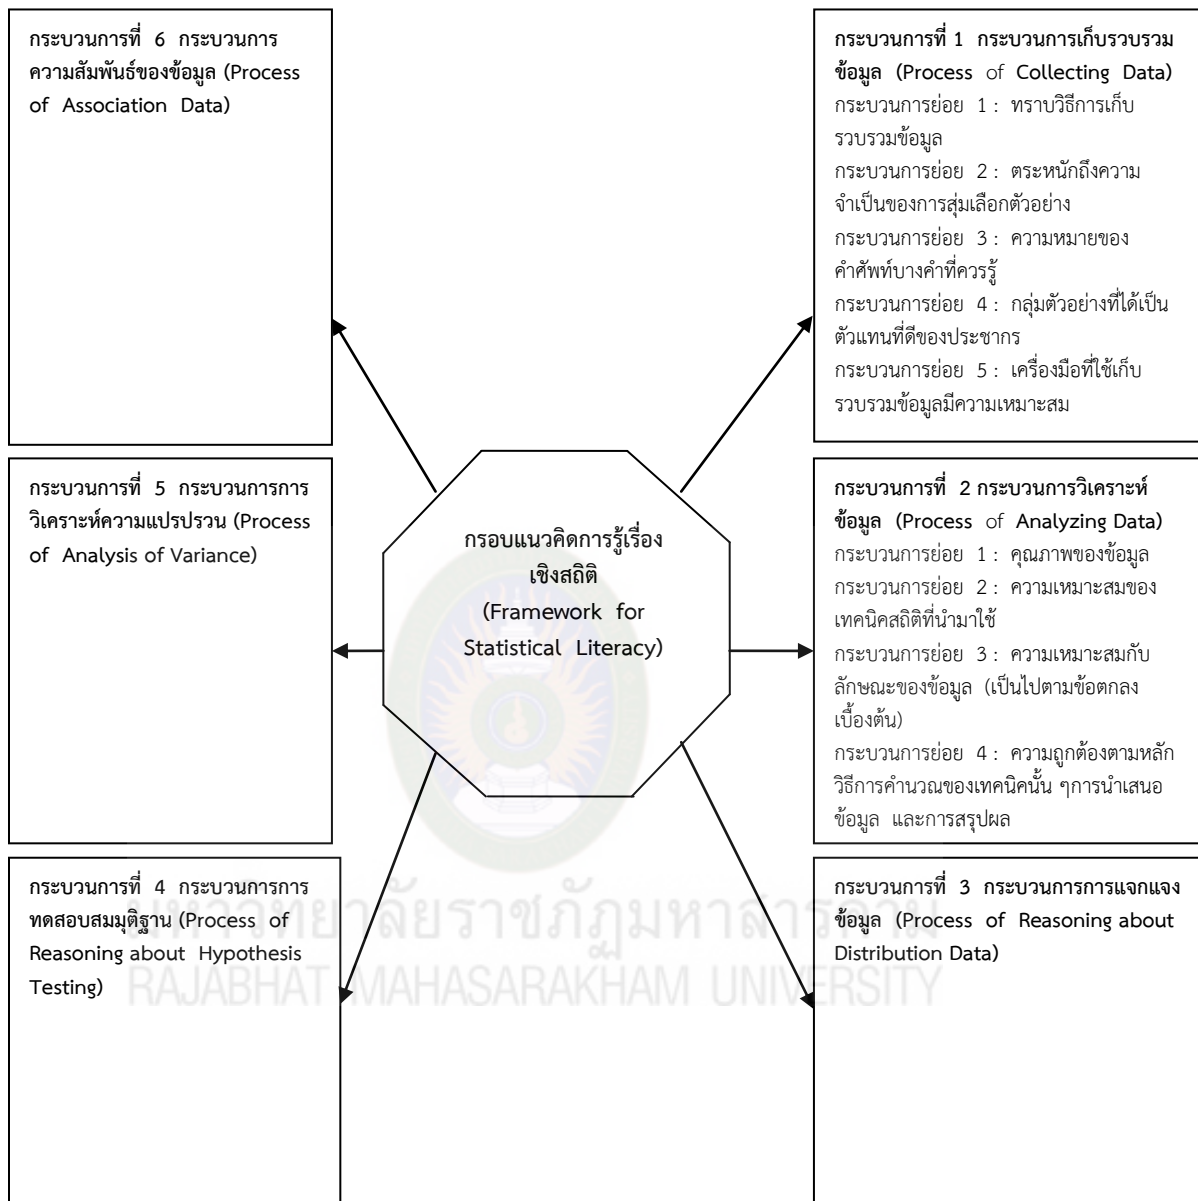 กระบวนการที่ 6 กระบวนการ
ความสัมพันธ์ของข้อมูล (Process
of Association Data)
กระบวนการที่ 1 กระบวนการเก็บรวบรวม
ข้อมูล (Process of Collecting Data)
กระบวนการย่อย 1 : ทราบวิธีการเก็บ
รวบรวมข้อมูล
กระบวนการย่อย 2 : ตระหนักถึงความ
จำเป็นของการสุ่มเลือกตัวอย่าง
กระบวนการย่อย 3 : ความหมายของ
คำศัพท์บางคำที่ควรรู้
กระบวนการย่อย 4 : กลุ่มตัวอย่างที่ได้เป็น
ตัวแทนที่ดีของประชากร
กระบวนการย่อย 5 : เครื่องมือที่ใช้เก็บ
รวบรวมข้อมูลมีความเหมาะสม
กระบวนการที่ 5 กระบวนการการ
วิเคราะห์ความแปรปรวน (Process
of Analysis of Variance)
กรอบแนวคิดการรู้เรื่อง
เชิงสถิติ
(Framework for
Statistical Literacy)
กระบวนการที่ 2 กระบวนการวิเคราะห์
ข้อมูล (Process of Analyzing Data)
กระบวนการย่อย 1 : คุณภาพของข้อมูล
กระบวนการย่อย 2 : ความเหมาะสมของ
เทคนิคสถิติที่นำมาใช้
กระบวนการย่อย 3 : ความเหมาะสมกับ
ลักษณะของข้อมูล (เป็นไปตามข้อตกลง
เบื้องต้น)
กระบวนการย่อย 4 : ความถูกต้องตามหลัก
วิธีการคำนวณของเทคนิคนั้น ๆการนำเสนอ
ข้อมูล และการสรุปผล
กระบวนการที่ 4 กระบวนการการ
ทดสอบสมมุติฐาน (Process of
Reasoning about Hypothesis
Testing)
กระบวนการที่ 3 กระบวนการการแจกแจง
ข้อมูล (Process of Reasoning about
Distribution Data)
มหาวิทยาลัยราชภัฏมหาสารคาม
RAJABHAT MAHASARAKHAM UNIVERSITY